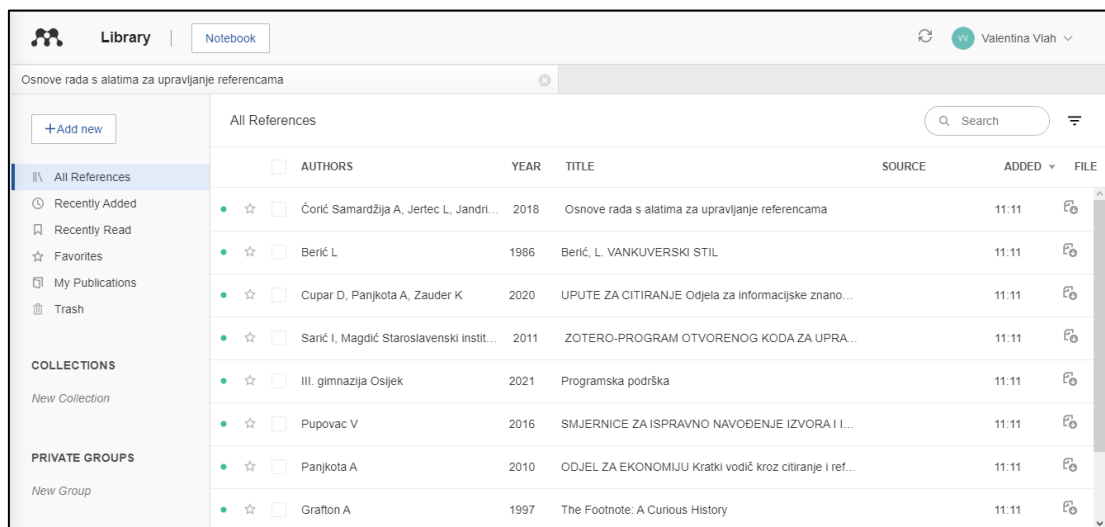 Library | Notebook VV Valentina Vlah
Osnove rada s alatima za upravljanje referencama
+Add new
All References
Recently Added
Recently Read
Favorites
My Publications
Trash
COLLECTIONS
New Collection
PRIVATE GROUPS
New Group
All References Search
AUTHORS YEAR TITLE SOURCE ADDED FILE
Ćorić Samardžija A, Jertec L, Jandri... 2018 Osnove rada s alatima za upravljanje referencama 11:11
Berić L 1986 Berić, L. VANKUVERSKI STIL 11:11
Cupar D, Panjkota A, Zauder K 2020 UPUTE ZA CITIRANJE Odjela za informacijske znano... 11:11
Sarić I, Magdić Staroslavenski instit... 2011 ZOTERO-PROGRAM OTVORENOG KODA ZA UPRA... 11:11
III. gimnazija Osijek 2021 Programska podrška 11:11
Pupovac V 2016 SMJERNICE ZA ISPRAVNO NAVOĐENJE IZVORA I I... 11:11
Panjkota A 2010 ODJEL ZA EKONOMIJU Kratki vodič kroz citiranje i ref... 11:11
Grafton A 1997 The Footnote: A Curious History 11:11